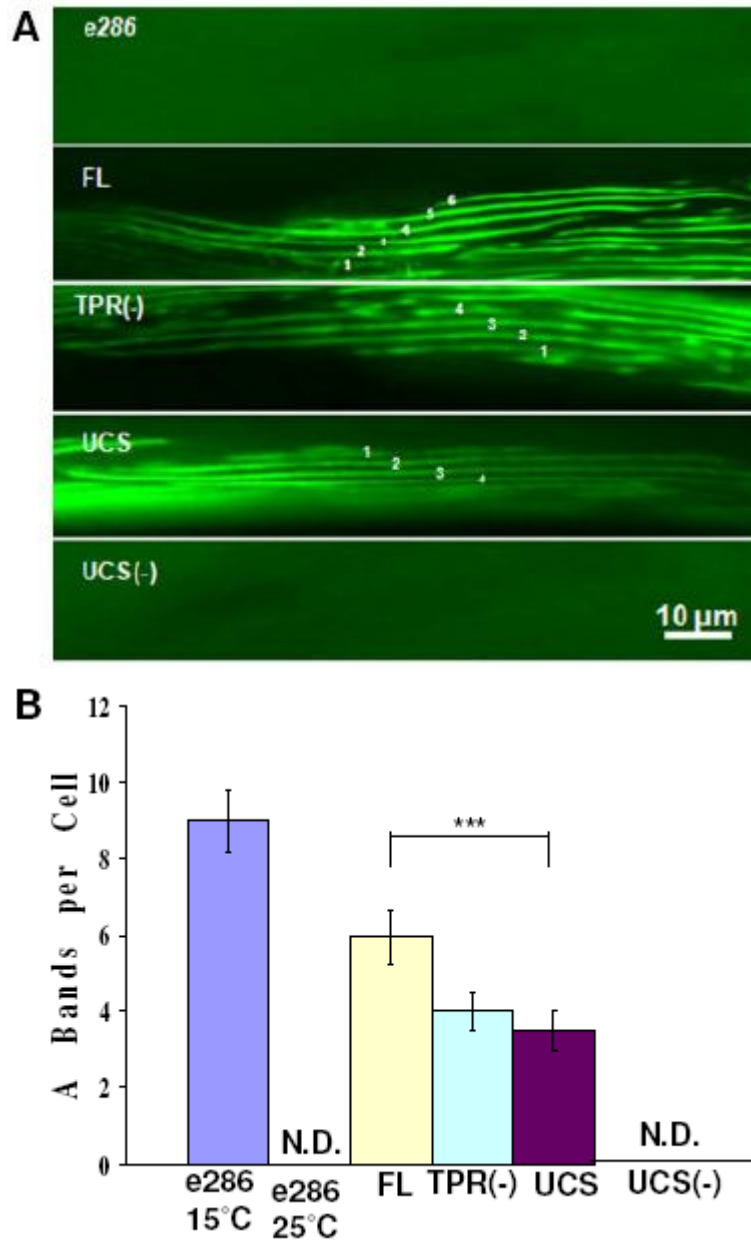 A
e286
FL
1 2 3 4 5 6
TPR(-)
4 3 2 1
UCS
1 2 3 4
UCS(-)
10 µm
B
A Bands per Cell
12
10
8
6
4
2
0
***
N.D.
N.D.
e286 15°C
e286 25°C
FL
TPR(-)
UCS
UCS(-)